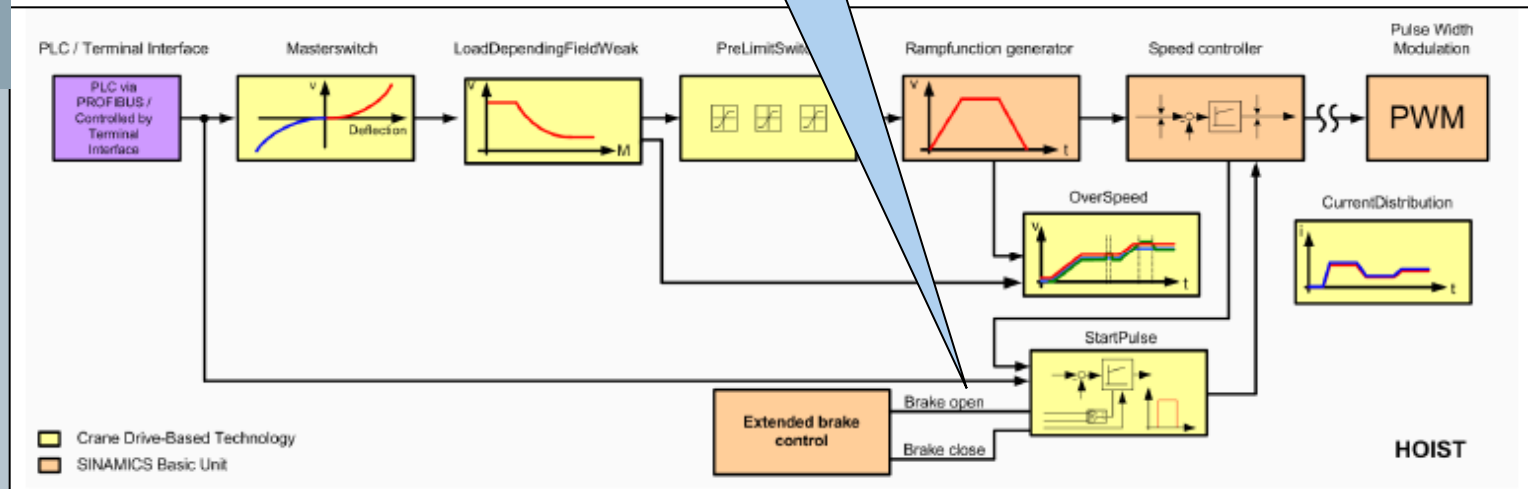 PLC / Terminal Interface
Masterswitch
LoadDependingFieldWeak
PreLimitSwitc
Rampfunction generator
Speed controller
Pulse Width
Modulation
PLC via
PROFIBUS /
Controlled by
Terminal
Interface
v
Deflection
v
M
v
t
PWM
OverSpeed
v
t
CurrentDistribution
i
t
StartPulse
Extended brake
control
Brake open
Brake close
Crane Drive-Based Technology
SINAMICS Basic Unit
HOIST